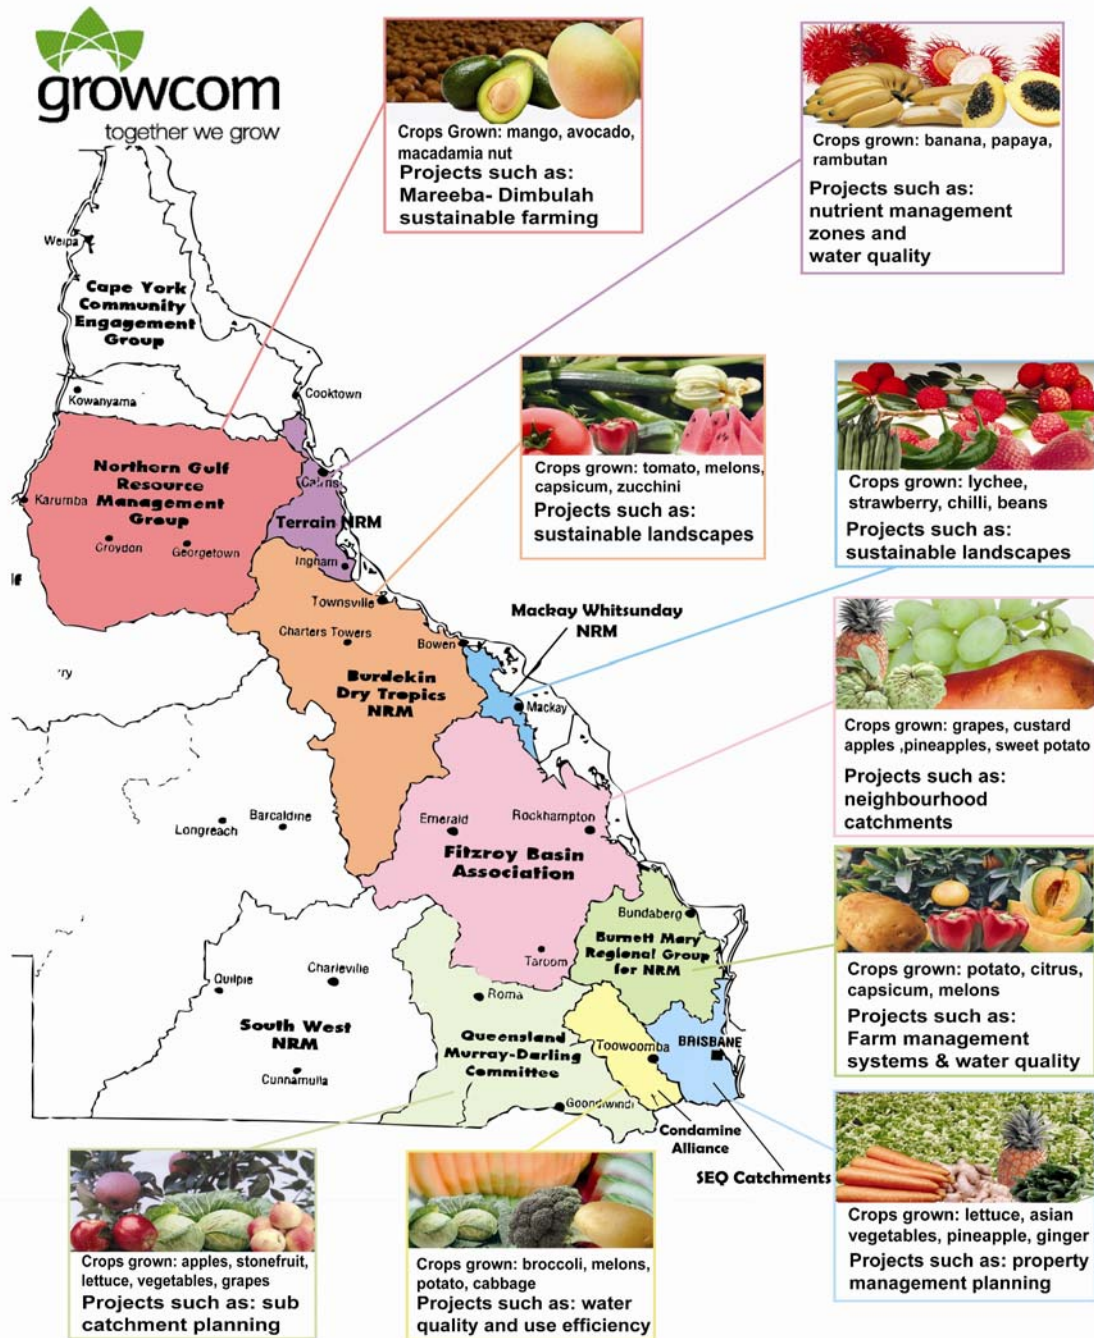 growcom
together we grow
Crops Grown: mango, avocado,
macadamia nut
Projects such as:
Mareeba- Dimbulah
sustainable farming
Crops grown: banana, papaya,
rambutan
Projects such as:
nutrient management
zones and
water quality
Weipa
Cape York
Community
Engagement
Group
Cooktown
Kowanyama
Crops grown: tomato, melons,
capsicum, zucchini
Projects such as:
sustainable landscapes
Crops grown: lychee,
strawberry, chilli, beans
Projects such as:
sustainable landscapes
Northern Gulf
Resource
Management
Group
Karumba
Croydon
Georgetown
Cairns
Terrain NRM
Ingham
lf
Townsville
Charters Towers
Bowen
Mackay Whitsunday
NRM
Burdekin
Dry Tropics
NRM
Mackay
ry
Crops grown: grapes, custard
apples ,pineapples, sweet potato
Projects such as:
neighbourhood
catchments
Longreach
Barcaldine
Emerald
Rockhampton
Fitzroy Basin
Association
Taroom
Bundaberg
Burnett Mary
Regional Group
for NRM
Crops grown: potato, citrus,
capsicum, melons
Projects such as:
Farm management
systems & water quality
Quilpie
Charleville
Roma
South West
NRM
Cunnamulla
Queensland
Murray-Darling
Committee
Toowoomba
BRISBANE
Goondiwindi
Condamine
Alliance
SEQ Catchments
Crops grown: apples, stonefruit,
lettuce, vegetables, grapes
Projects such as: sub
catchment planning
Crops grown: broccoli, melons,
potato, cabbage
Projects such as: water
quality and use efficiency
Crops grown: lettuce, asian
vegetables, pineapple, ginger
Projects such as: property
management planning